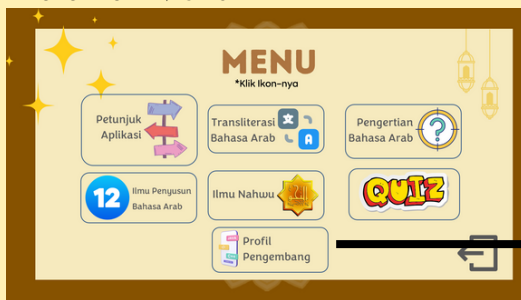 MENU
*Klik Ikon-nya
Petunjuk
Aplikasi
Transliterasi
Bahasa Arab
文
A
Pengertian
Bahasa Arab
?
12
Ilmu Penyusun
Bahasa Arab
Ilmu Nahwu
QUIZ
Profil
Pengembang